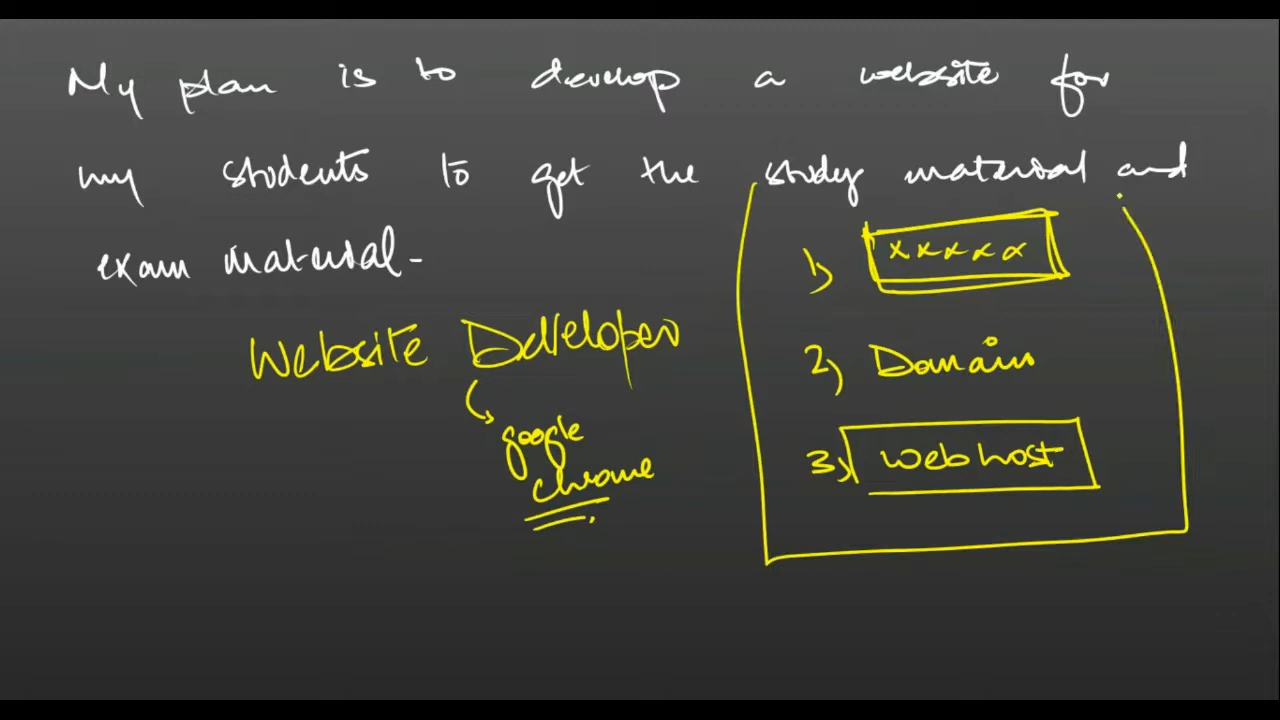 My plan is to develop a website for
my students to get the study material and
exam material-
Website Developer
google
chrome
1) xxxxx
2) Domain
3) webhost